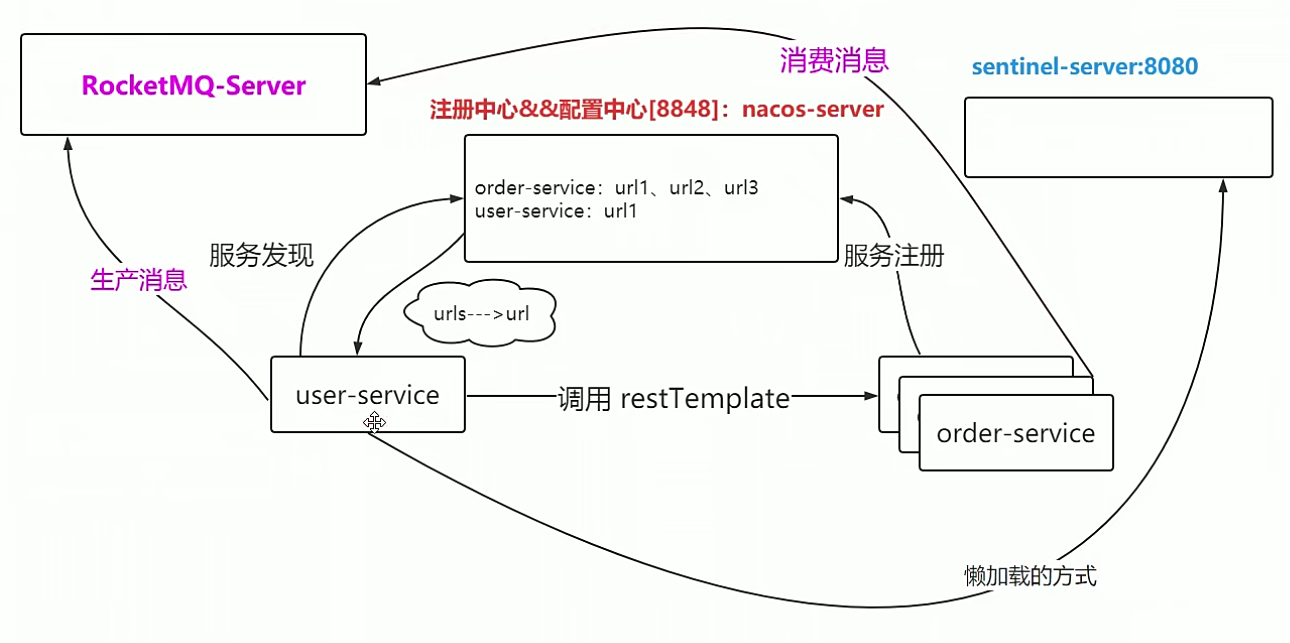 消费消息
sentinel-server:8080
RocketMQ-Server
注册中心&&配置中心[8848]：nacos-server
order-service：url1、url2、url3
user-service：url1
服务发现
服务注册
生产消息
urls--->url
user-service
调用 restTemplate
order-service
懒加载的方式